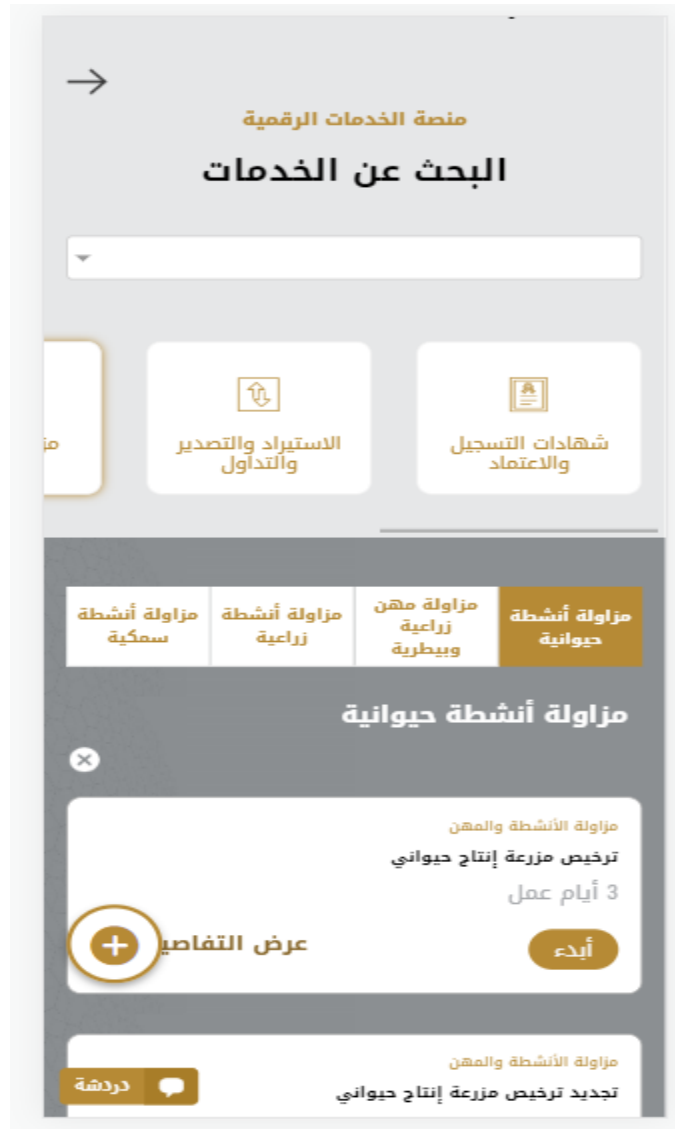 منصة الخدمات الرقمية
البحث عن الخدمات
شهادات التسجيل
والاعتماد
الاستيراد والتصدير
والتداول
مزاولة أنشطة
حيوانية
مزاولة مهن
زراعية
وبيطرية
مزاولة أنشطة
زراعية
مزاولة أنشطة
سمكية
مزاولة أنشطة حيوانية
مزاولة الأنشطة والمهن
ترخيص مزرعة إنتاج حيواني
3 أيام عمل
أبدء
عرض
مزاولة الأنشطة والمهن
تجديد ترخيص مزرعة إنتاج حيواني
دردشة